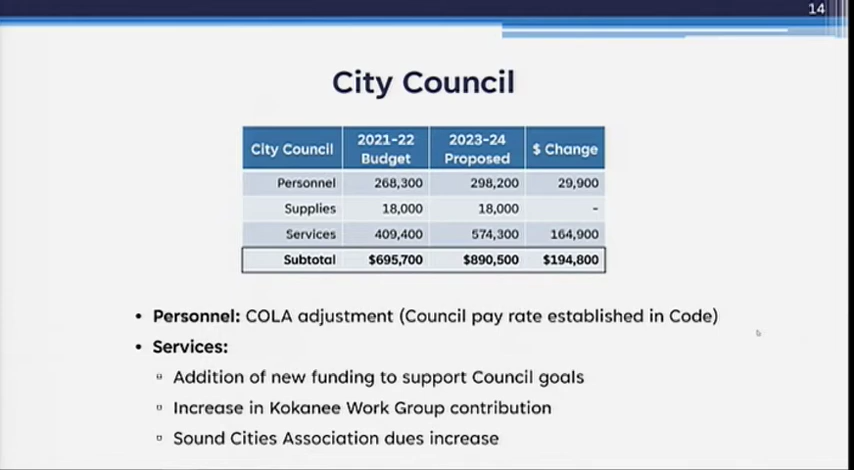 14
City Council
City Council 2021-22 Budget 2023-24 Proposed $ Change
Personnel 268,300 298,200 29,900
Supplies 18,000 18,000 -
Services 409,400 574,300 164,900
Subtotal $695,700 $890,500 $194,800
• Personnel: COLA adjustment (Council pay rate established in Code)
• Services:
▫ Addition of new funding to support Council goals
▫ Increase in Kokanee Work Group contribution
▫ Sound Cities Association dues increase